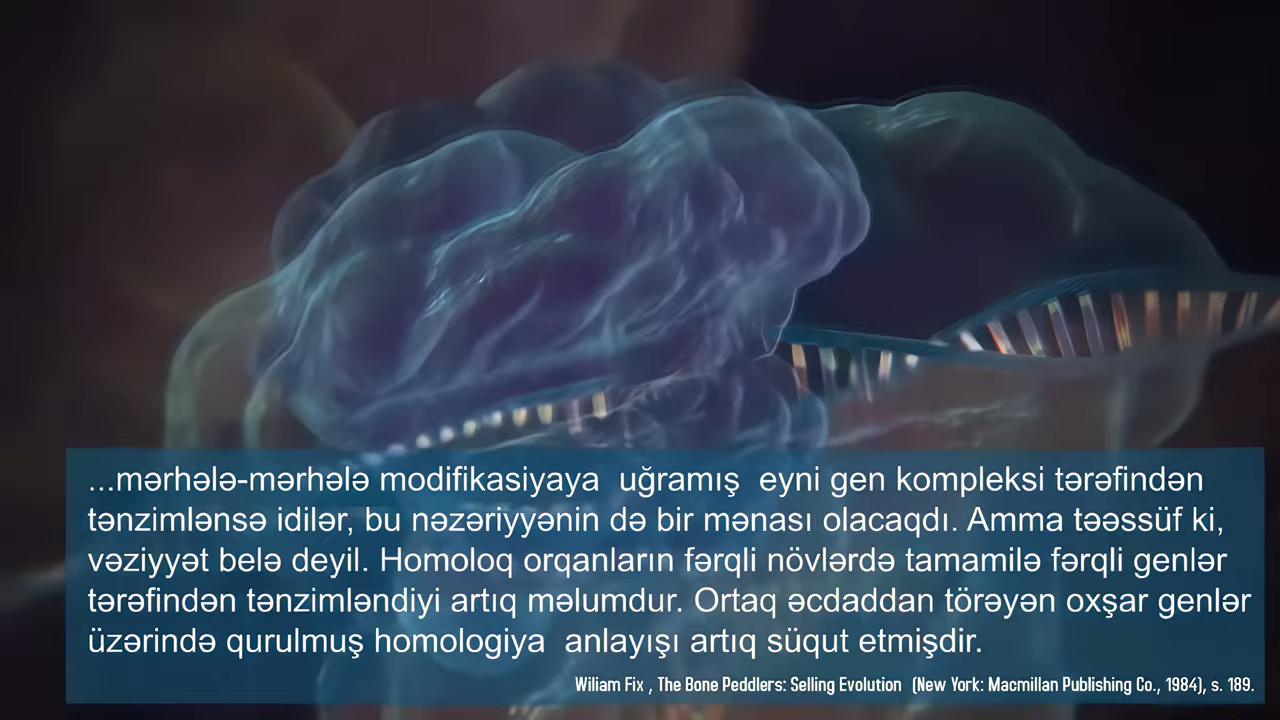 ...mərhələ-mərhələ modifikasiyaya uğramış eyni gen kompleksi tərəfindən
tənzimlənsə idilər, bu nəzəriyyənin də bir mənası olacaqdı. Amma təəssüf ki,
vəziyyət belə deyil. Homoloq orqanların fərqli növlərdə tamamilə fərqli genlər
tərəfindən tənzimləndiyi artıq məlumdur. Ortaq əcdaddan törəyən oxşar genlər
üzərində qurulmuş homologiya anlayışı artıq süqut etmişdir.
Wiliam Fix , The Bone Peddlers: Selling Evolution (New York: Macmillan Publishing Co., 1984), s. 189.